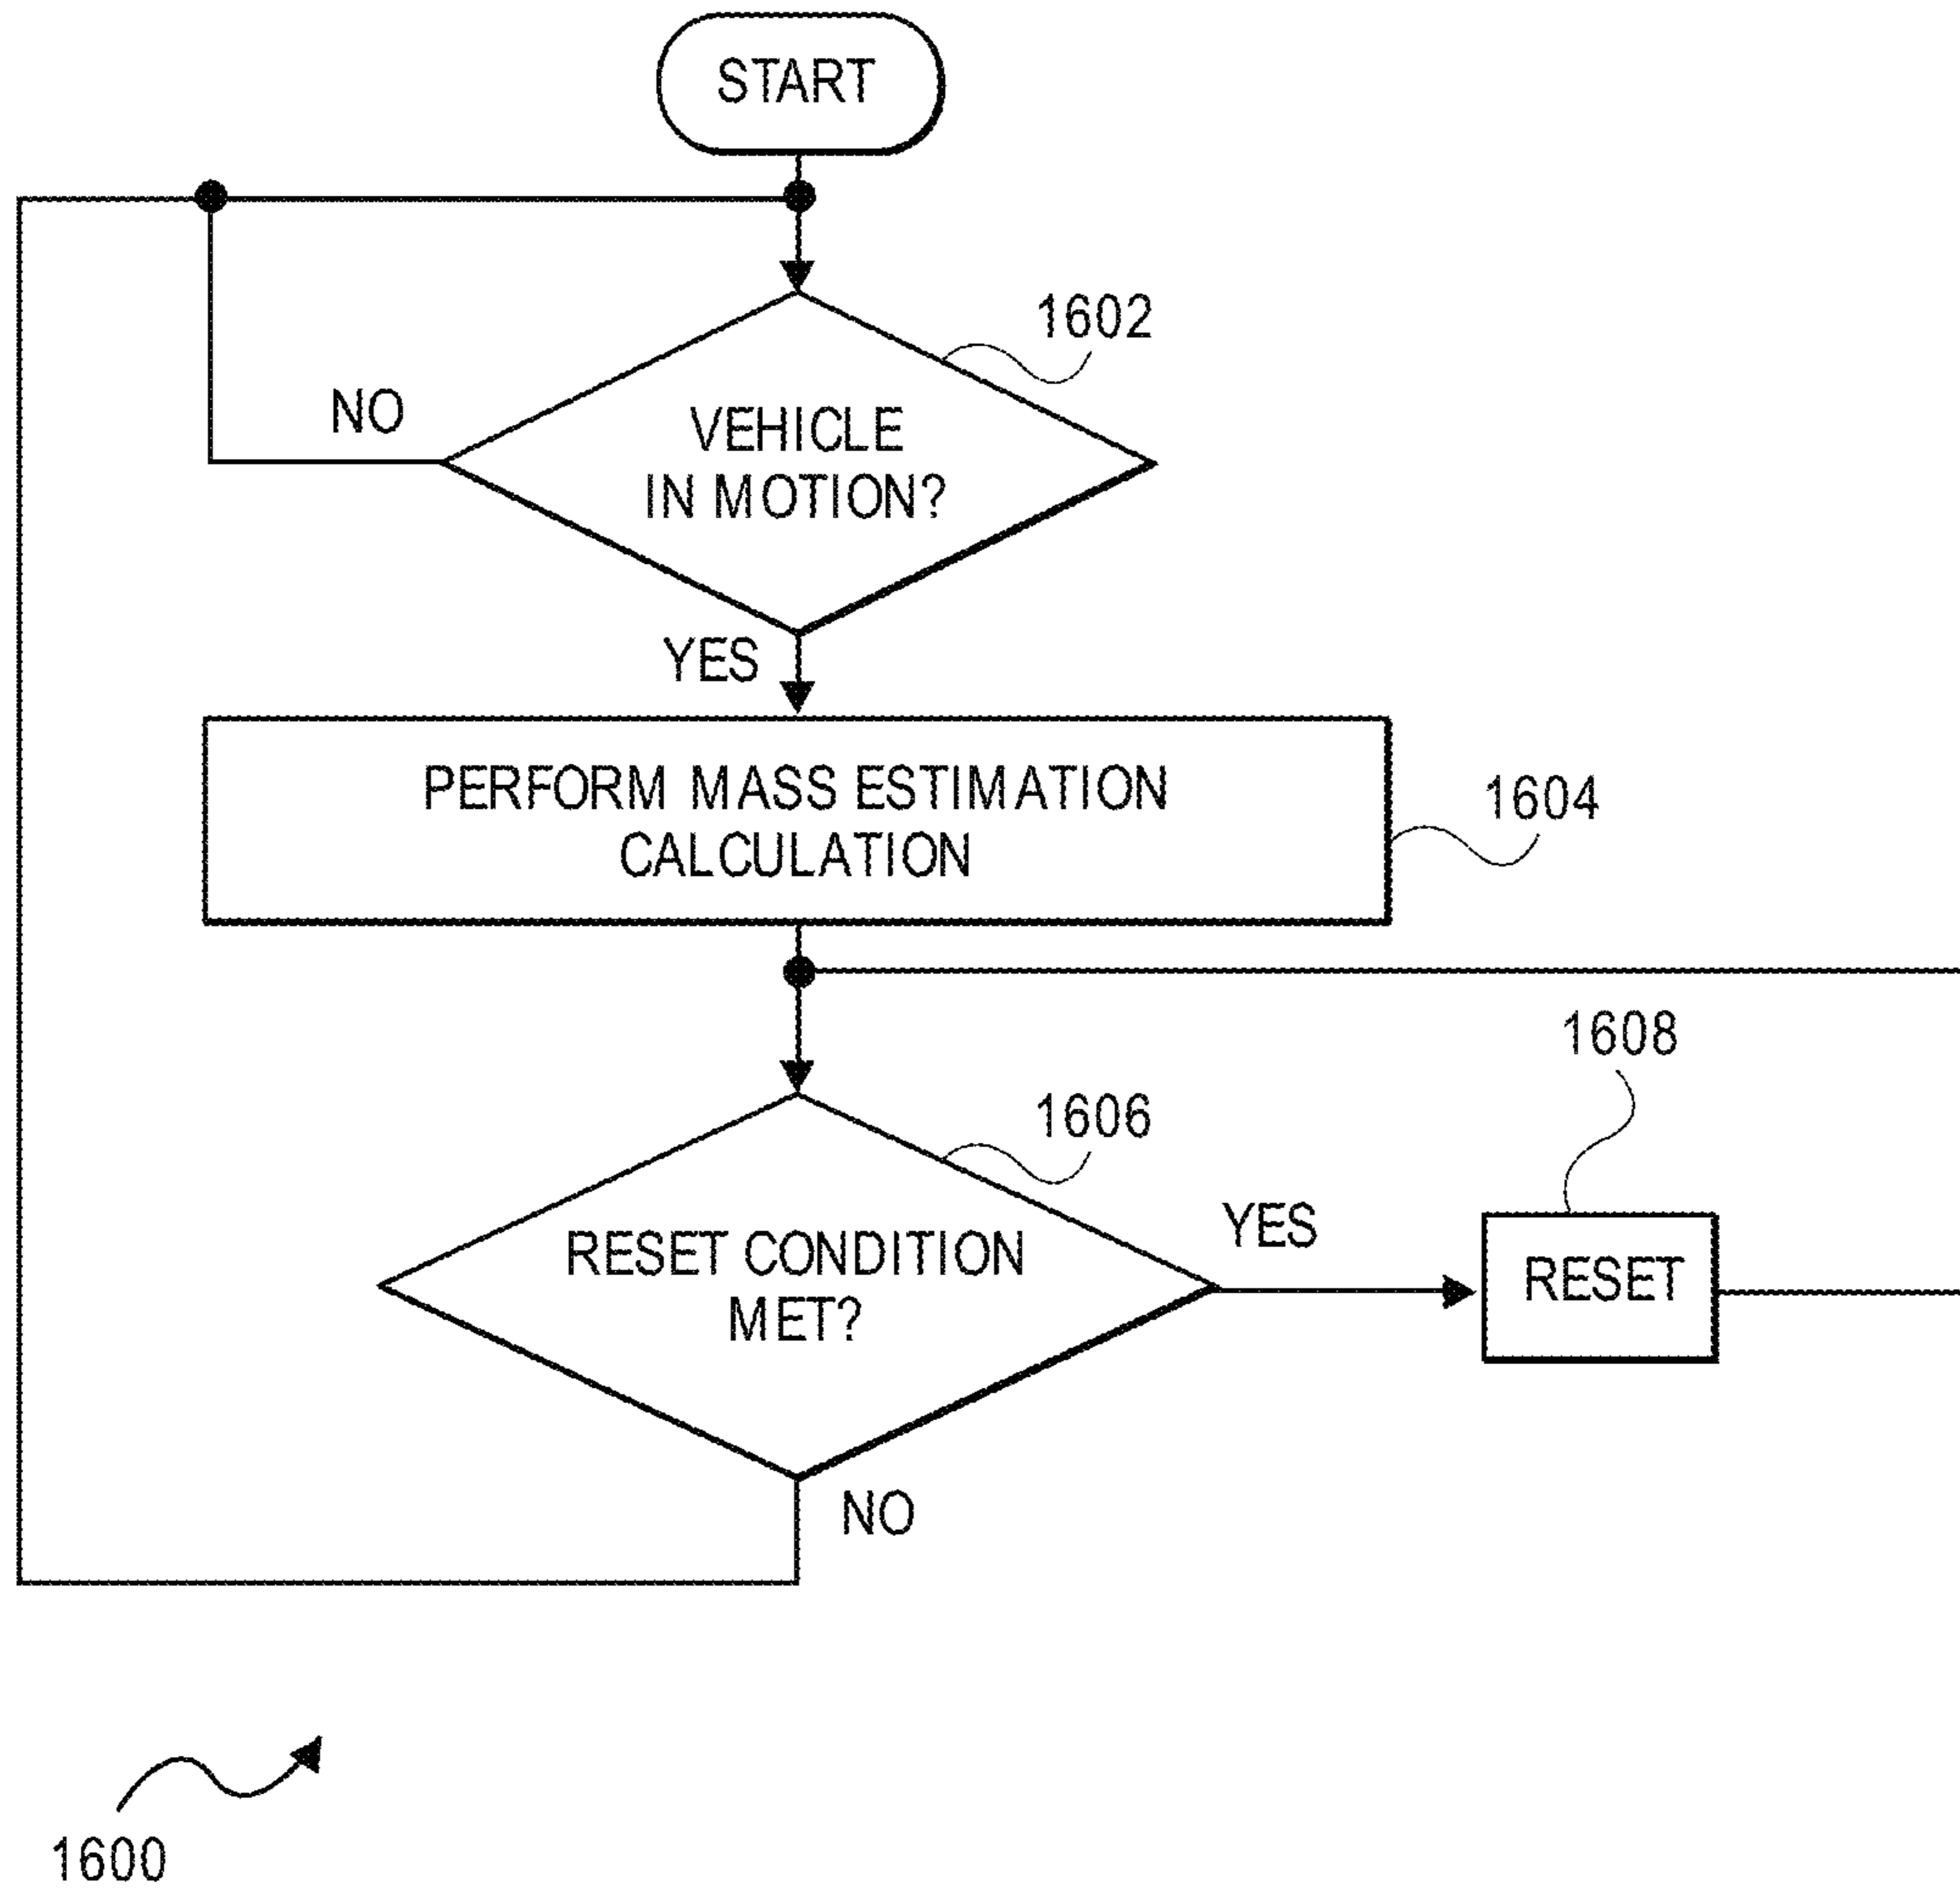 START
1602
NO
VEHICLE
IN MOTION?
YES
PERFORM MASS ESTIMATION
CALCULATION
1604
1608
1606
YES
RESET CONDITION
MET?
RESET
NO
1600